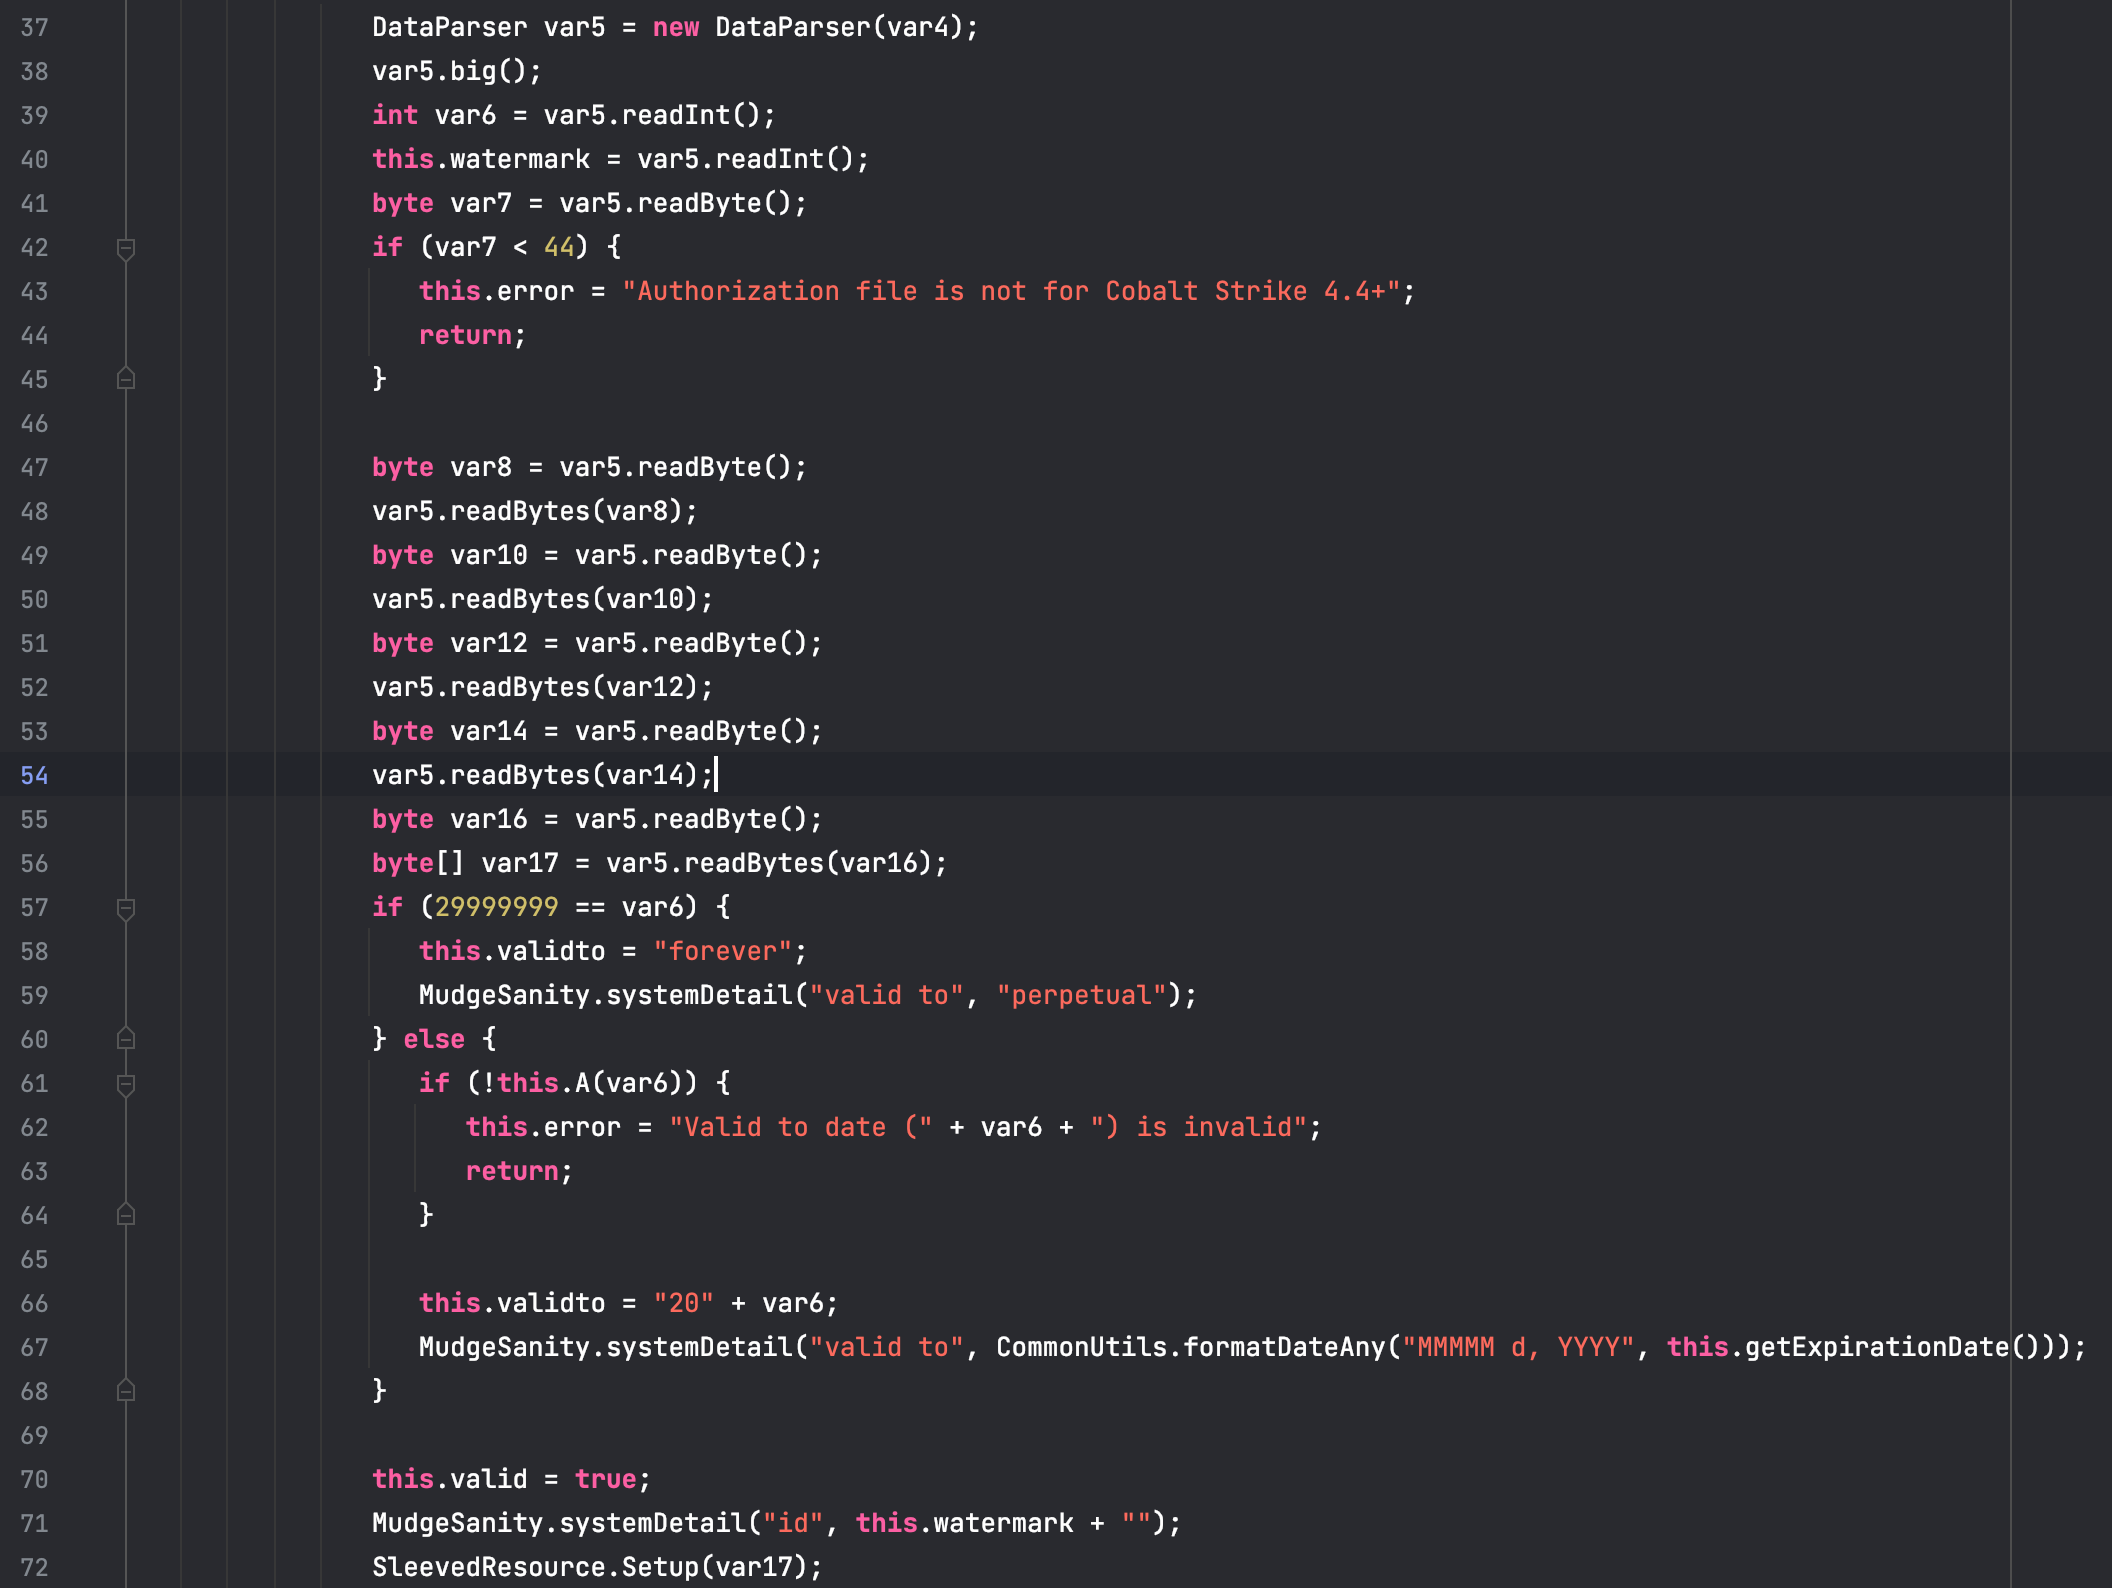 37 DataParser var5 = new DataParser(var4);
38 var5.big();
39 int var6 = var5.readInt();
40 this.watermark = var5.readInt();
41 byte var7 = var5.readByte();
42 if (var7 < 44) {
43 this.error = "Authorization file is not for Cobalt Strike 4.4+";
44 return;
45 }
46
47 byte var8 = var5.readByte();
48 var5.readBytes(var8);
49 byte var10 = var5.readByte();
50 var5.readBytes(var10);
51 byte var12 = var5.readByte();
52 var5.readBytes(var12);
53 byte var14 = var5.readByte();
54 var5.readBytes(var14);
55 byte var16 = var5.readByte();
56 byte[] var17 = var5.readBytes(var16);
57 if (29999999 == var6) {
58 this.validto = "forever";
59 MudgeSanity.systemDetail("valid to", "perpetual");
60 } else {
61 if (!this.A(var6)) {
62 this.error = "Valid to date (" + var6 + ") is invalid";
63 return;
64 }
65
66 this.validto = "20" + var6;
67 MudgeSanity.systemDetail("valid to", CommonUtils.formatDateAny("MMMMM d, YYYY", this.getExpirationDate()));
68 }
69
70 this.valid = true;
71 MudgeSanity.systemDetail("id", this.watermark + "");
72 SleevedResource.Setup(var17);